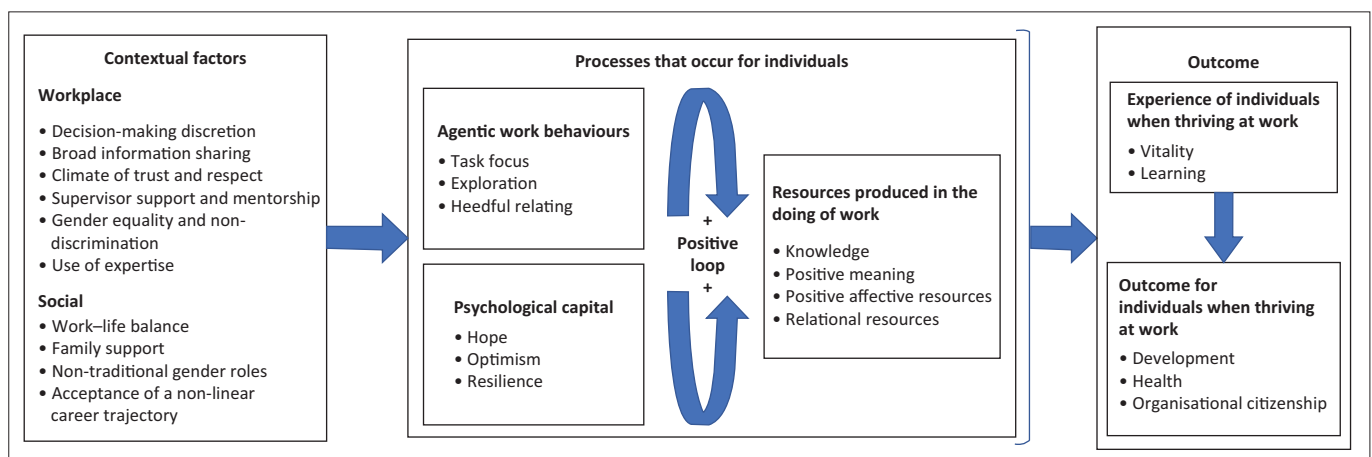 Contextual factors
Workplace
• Decision-making discretion
• Broad information sharing
• Climate of trust and respect
• Supervisor support and mentorship
• Gender equality and non-
discrimination
• Use of expertise
Social
• Work–life balance
• Family support
• Non-traditional gender roles
• Acceptance of a non-linear
career trajectory
Processes that occur for individuals
Agentic work behaviours
• Task focus
• Exploration
• Heedful relating
Psychological capital
• Hope
• Optimism
• Resilience
+
Positive
loop
+
Resources produced in the
doing of work
• Knowledge
• Positive meaning
• Positive affective resources
• Relational resources
Outcome
Experience of individuals
when thriving at work
• Vitality
• Learning
Outcome for
individuals when thriving
at work
• Development
• Health
• Organisational citizenship